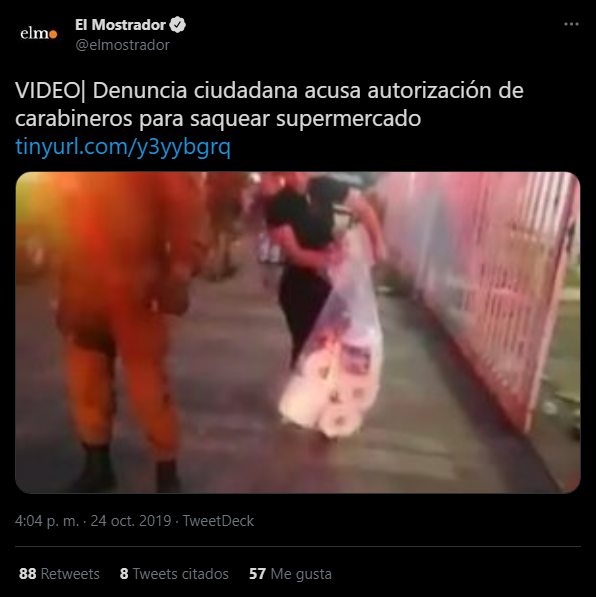 elmo
El Mostrador
@elmostrador
VIDEO| Denuncia ciudadana acusa autorización de
carabineros para saquear supermercado
tinyurl.com/y3yybgrq
4:04 p. m. · 24 oct. 2019 · TweetDeck
88 Retweets 8 Tweets citados 57 Me gusta